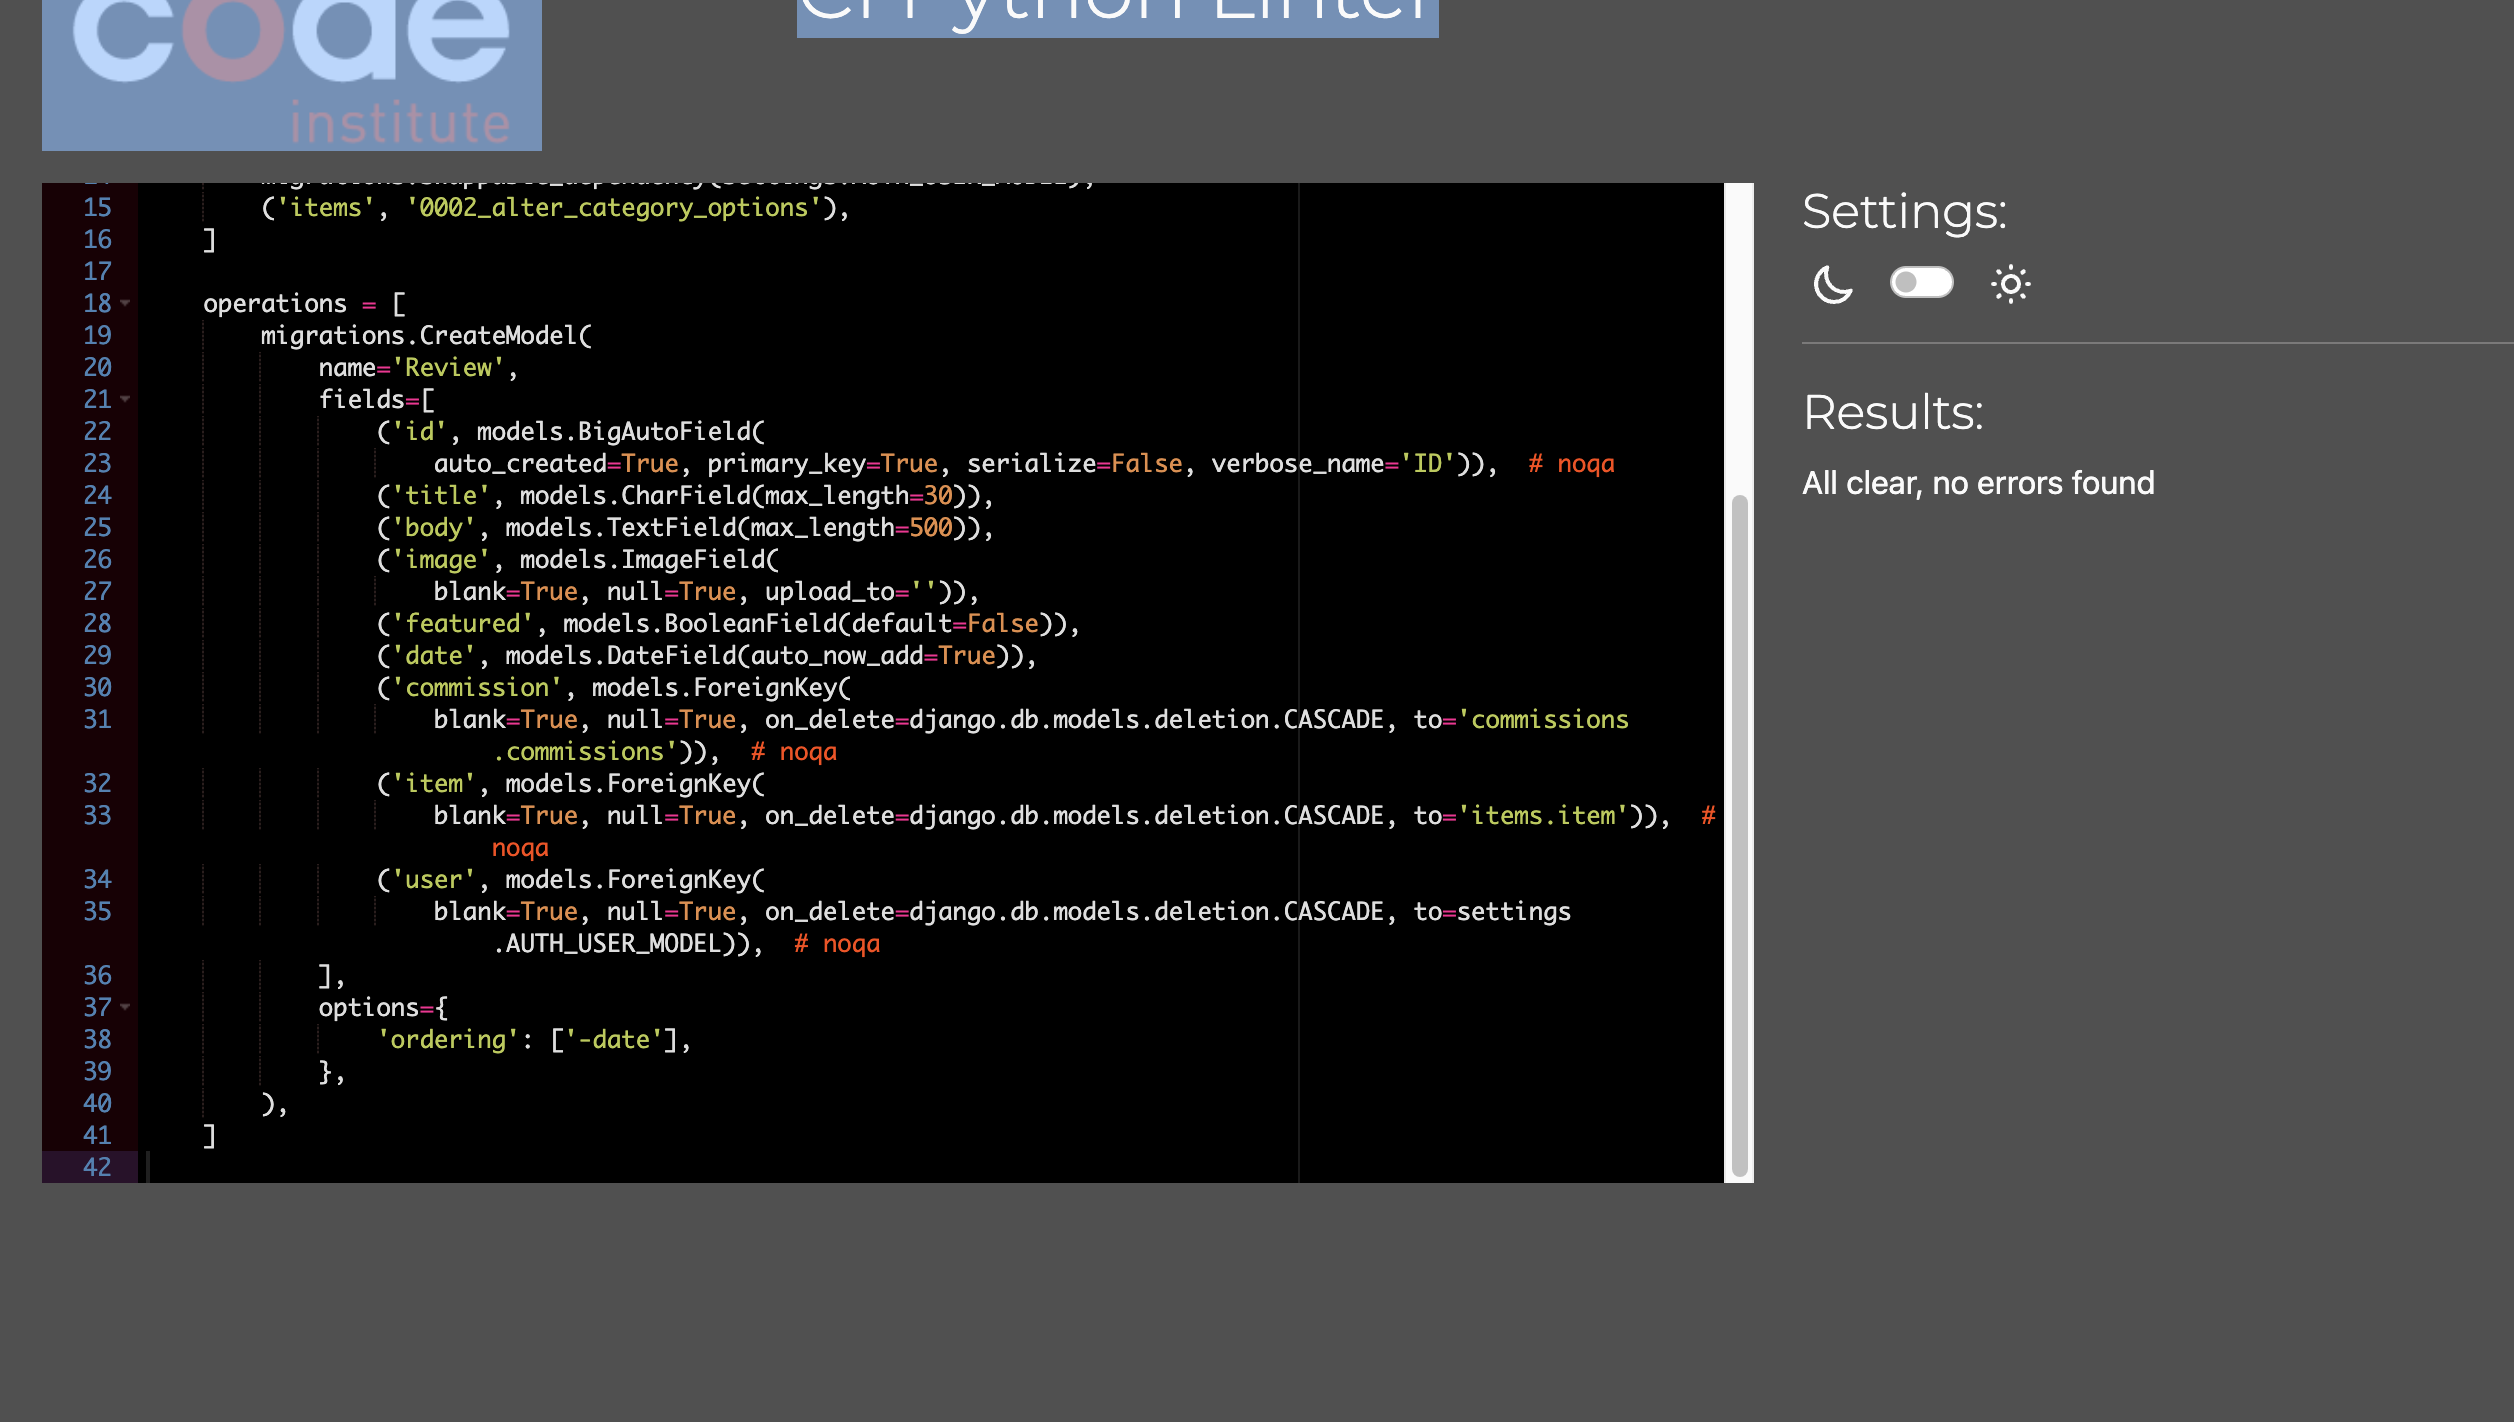 code
CI Python Linter
institute
migrations.swappable_dependency(settings.AUTH_USER_MODEL),
15 ('items', '0002_alter_category_options'),
16 ]
17
18 operations = [
19 migrations.CreateModel(
20 name='Review',
21 fields=[
22 ('id', models.BigAutoField(
23 auto_created=True, primary_key=True, serialize=False, verbose_name='ID')),  # noqa
24 ('title', models.CharField(max_length=30)),
25 ('body', models.TextField(max_length=500)),
26 ('image', models.ImageField(
27 blank=True, null=True, upload_to='')),
28 ('featured', models.BooleanField(default=False)),
29 ('date', models.DateField(auto_now_add=True)),
30 ('commission', models.ForeignKey(
31 blank=True, null=True, on_delete=django.db.models.deletion.CASCADE, to='commissions
.commissions')),  # noqa
32 ('item', models.ForeignKey(
33 blank=True, null=True, on_delete=django.db.models.deletion.CASCADE, to='items.item')),  #
noqa
34 ('user', models.ForeignKey(
35 blank=True, null=True, on_delete=django.db.models.deletion.CASCADE, to=settings
.AUTH_USER_MODEL)),  # noqa
36 ],
37 options={
38 'ordering': ['-date'],
39 },
40 ),
41 ]
42
Settings:
Results:
All clear, no errors found